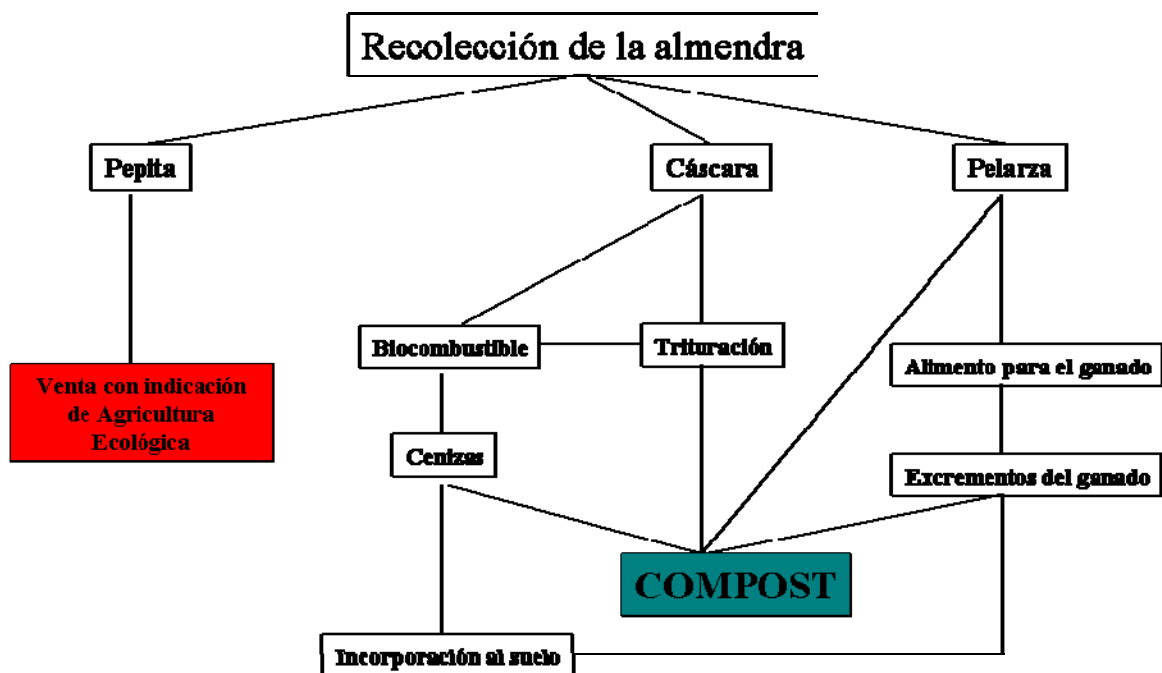 Recolección de la almendra
Pepita
Cáscara
Pelarza
Biocombustible
Trituración
Venta con indicación
de Agricultura
Ecológica
Alimento para el ganado
Cenizas
Excrementos del ganado
COMPOST
Incorporación al suelo